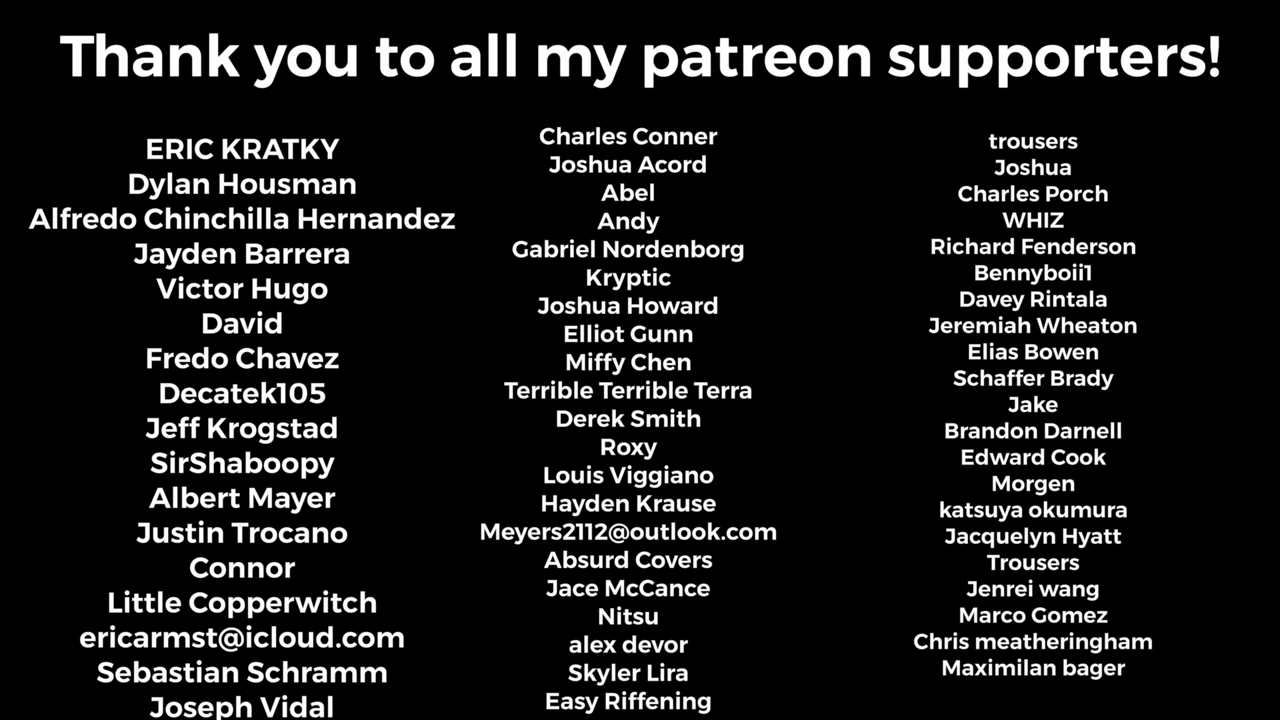 Thank you to all my patreon supporters!
ERIC KRATKY
Dylan Housman
Alfredo Chinchilla Hernandez
Jayden Barrera
Victor Hugo
David
Fredo Chavez
Decatek105
Jeff Krogstad
SirShaboopy
Albert Mayer
Justin Trocano
Connor
Little Copperwitch
ericarmst@icloud.com
Sebastian Schramm
Joseph Vidal
Charles Conner
Joshua Acord
Abel
Andy
Gabriel Nordenborg
Kryptic
Joshua Howard
Elliot Gunn
Miffy Chen
Terrible Terrible Terra
Derek Smith
Roxy
Louis Viggiano
Hayden Krause
Meyers2112@outlook.com
Absurd Covers
Jace McCance
Nitsu
alex devor
Skyler Lira
Easy Riffening
trousers
Joshua
Charles Porch
WHIZ
Richard Fenderson
Bennyboii1
Davey Rintala
Jeremiah Wheaton
Elias Bowen
Schaffer Brady
Jake
Brandon Darnell
Edward Cook
Morgen
katsuya okumura
Jacquelyn Hyatt
Trousers
Jenrei wang
Marco Gomez
Chris meatheringham
Maximilan bager